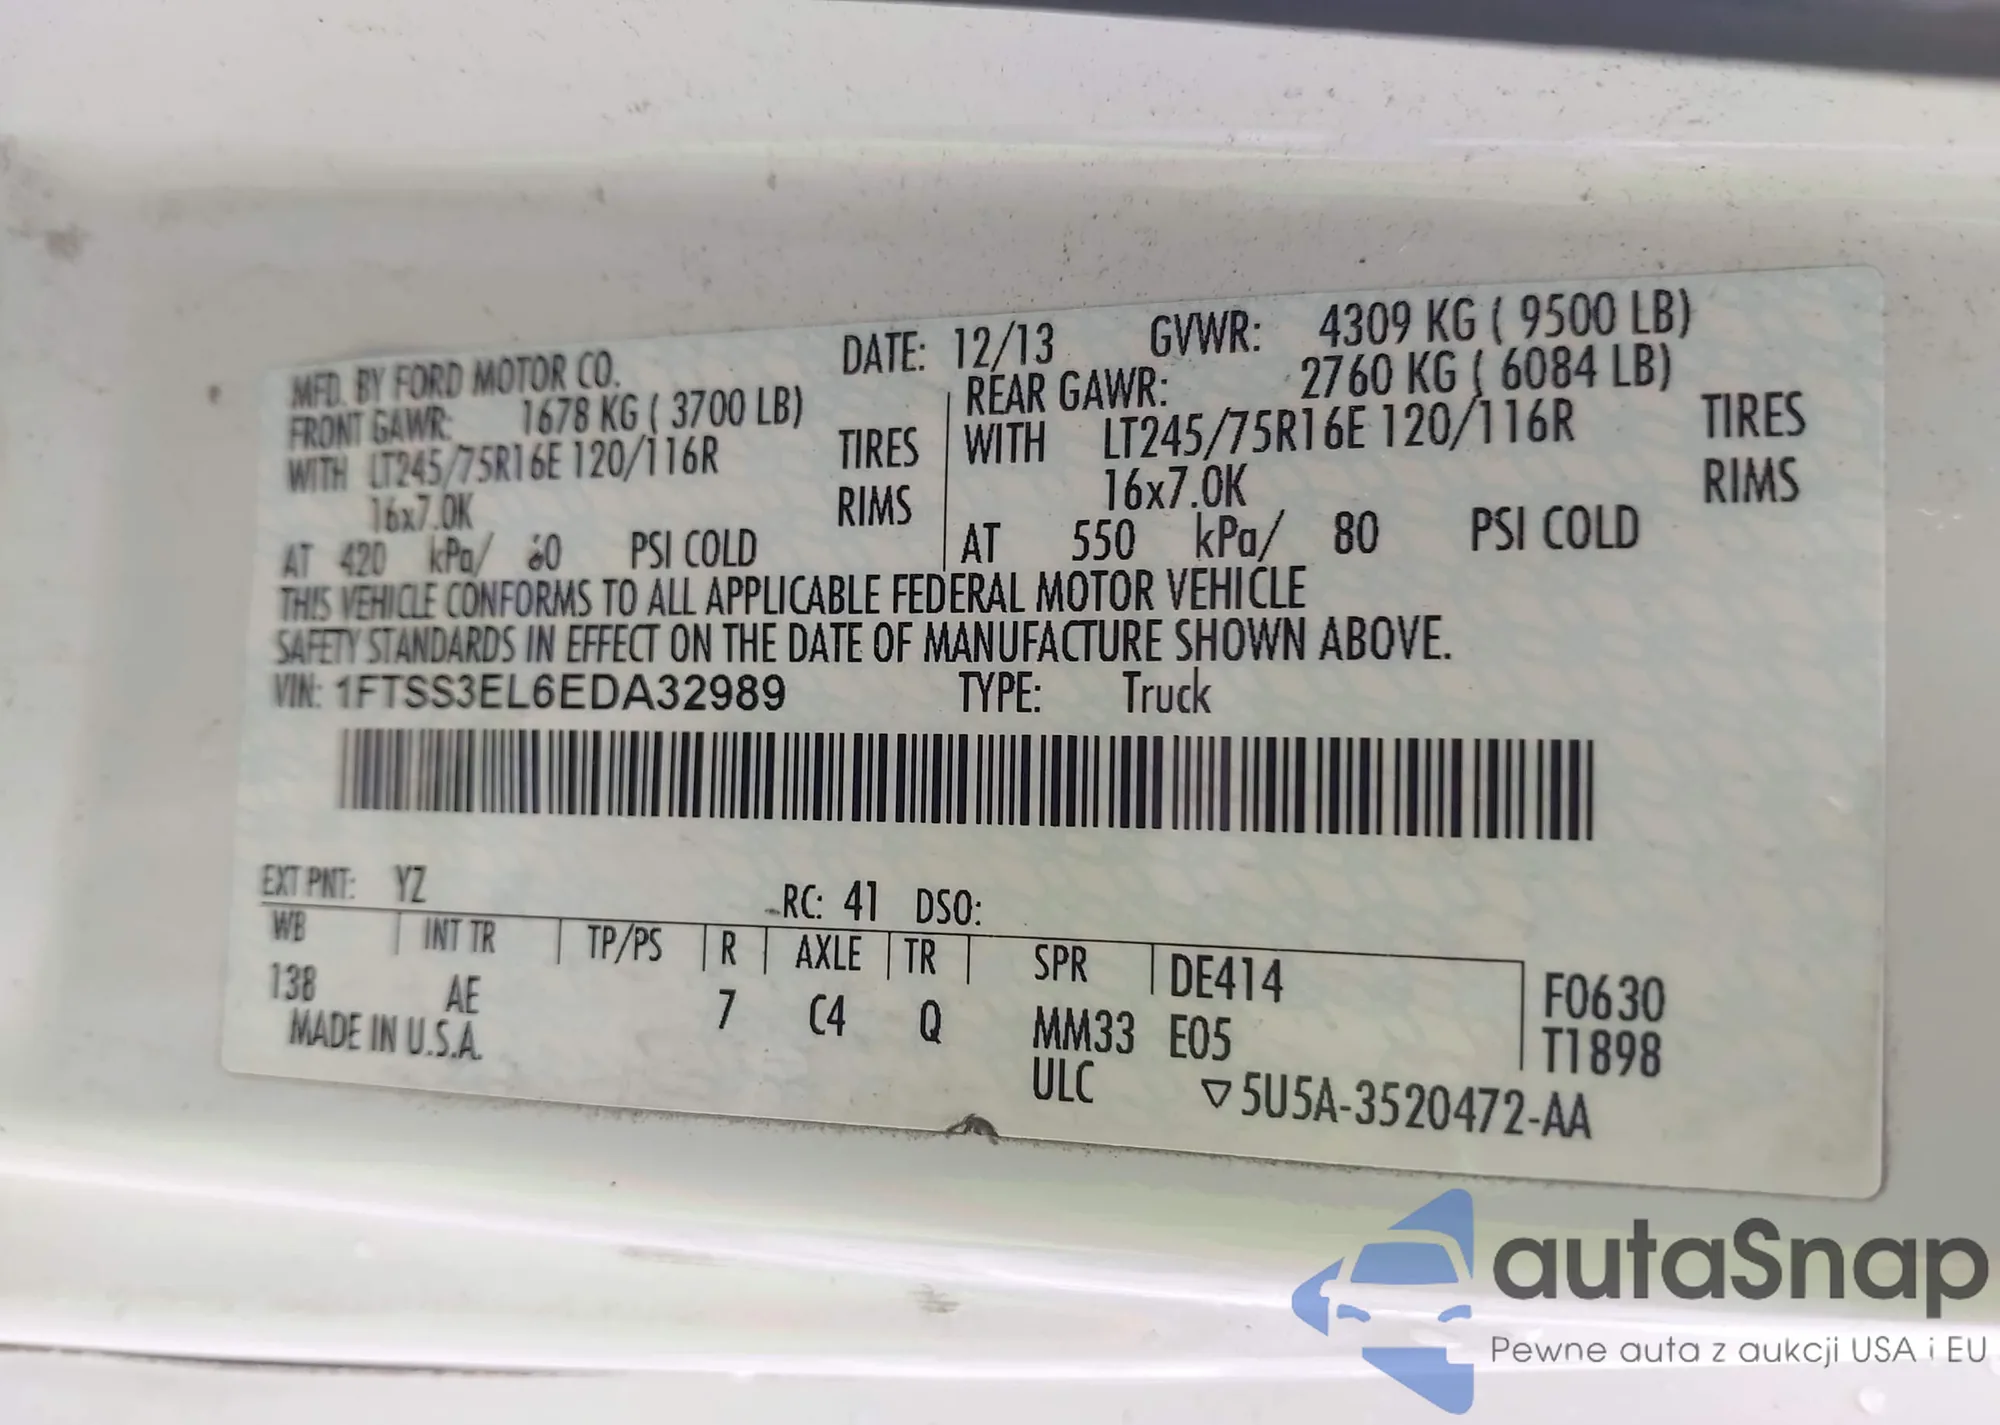 MFD. BY FORD MOTOR CO. DATE: 12/13 GVWR: 4309 KG ( 9500 LB)
FRONT GAWR: 1678 KG ( 3700 LB) REAR GAWR: 2760 KG ( 6084 LB)
WITH LT245/75R16E 120/116R TIRES WITH LT245/75R16E 120/116R TIRES
16x7.0K RIMS 16x7.0K RIMS
AT 420 kPa/ 60 PSI COLD AT 550 kPa/ 80 PSI COLD
THIS VEHICLE CONFORMS TO ALL APPLICABLE FEDERAL MOTOR VEHICLE
SAFETY STANDARDS IN EFFECT ON THE DATE OF MANUFACTURE SHOWN ABOVE.
VIN: 1FTSS3EL6EDA32989 TYPE: Truck
EXT PNT: YZ RC: 41 DSO:
WB INT TR TP/PS R AXLE TR SPR DE414 F0630
138 AE 7 C4 Q MM33 E05 T1898
MADE IN U.S.A. ULC ▽5U5A-3520472-AA
autaSnap
Pewne auta z aukcji USA i EU